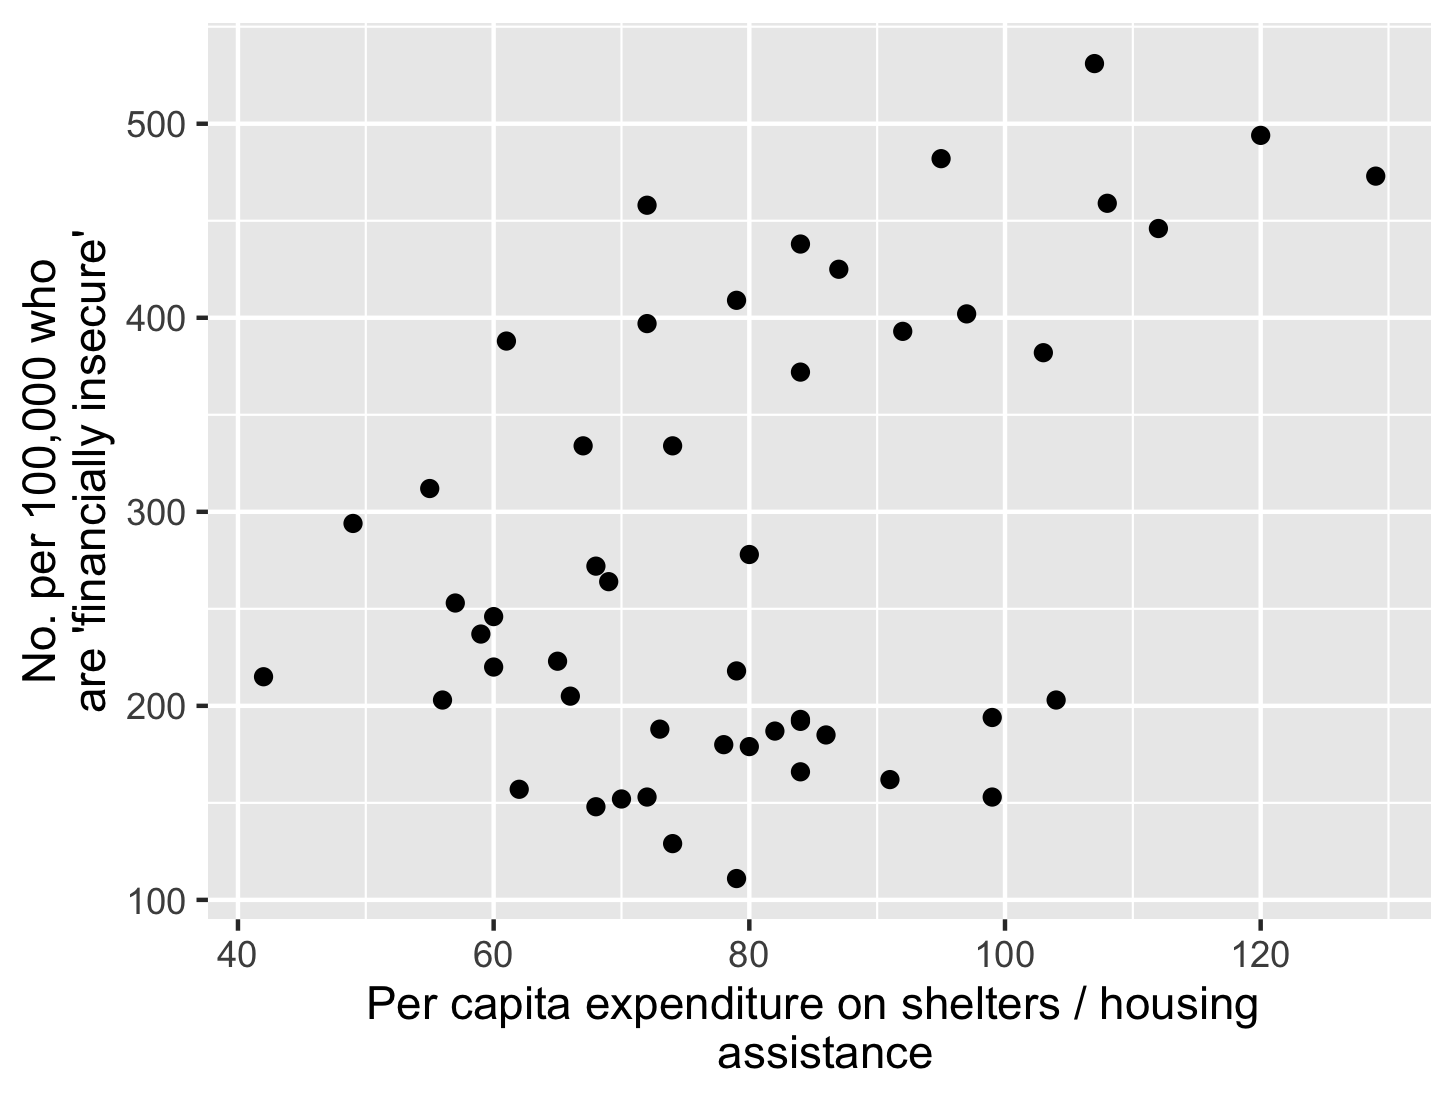 No. per 100,000 who
are 'financially insecure'
500
400
300
200
100
40 60 80 100 120
Per capita expenditure on shelters / housing
assistance